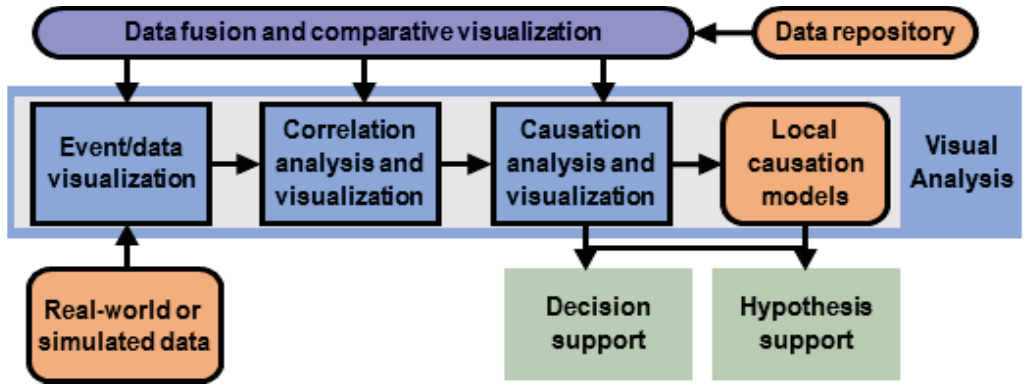 Data fusion and comparative visualization
Data repository
Event/data
visualization
Correlation
analysis and
visualization
Causation
analysis and
visualization
Local
causation
models
Visual
Analysis
Real-world or
simulated data
Decision
support
Hypothesis
support